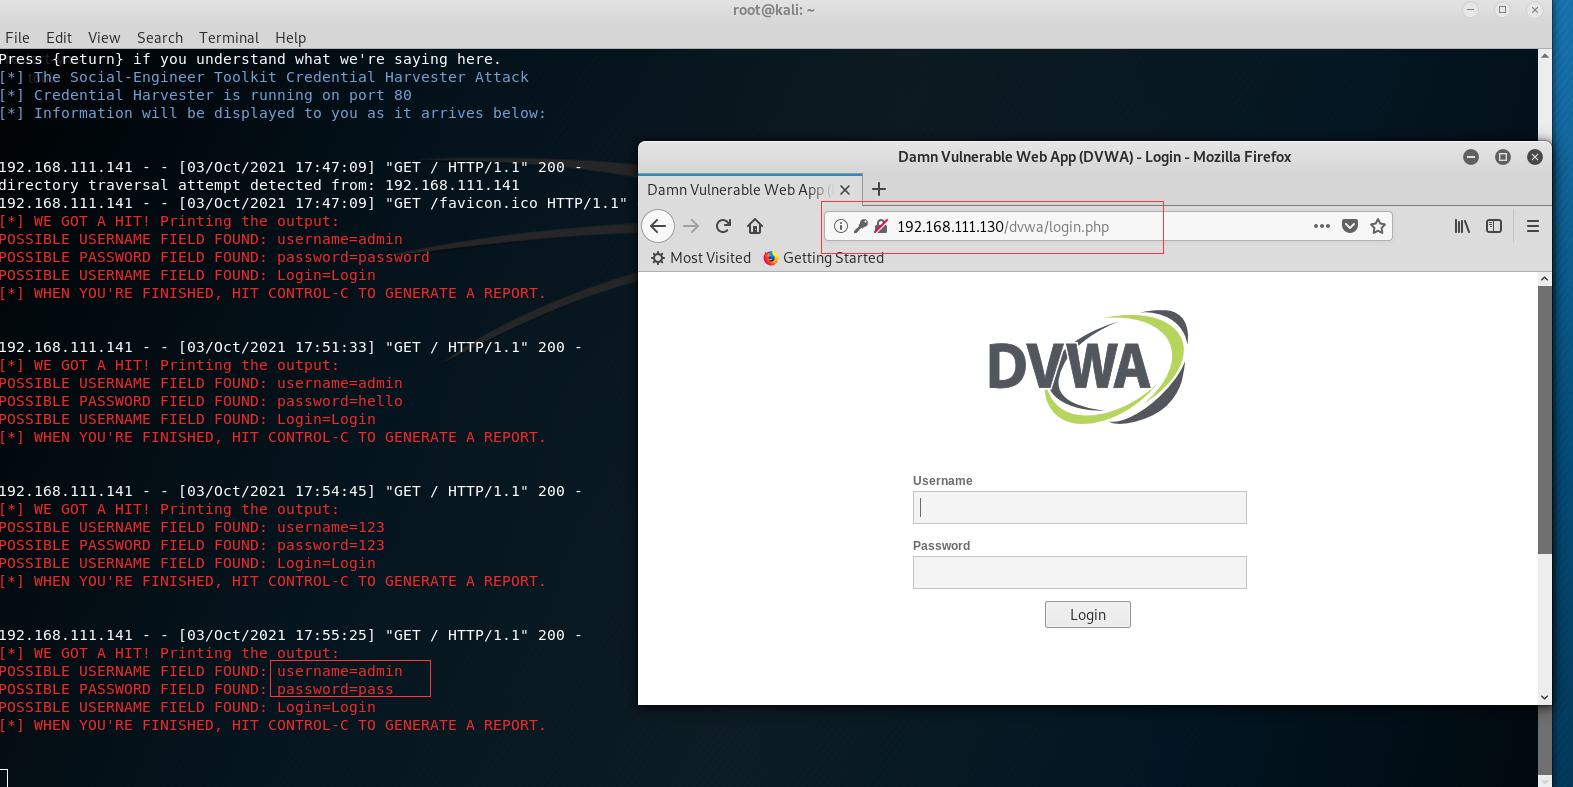 root@kali: ~
File Edit View Search Terminal Help
Press {return} if you understand what we're saying here.
[*] The Social-Engineer Toolkit Credential Harvester Attack
[*] Credential Harvester is running on port 80
[*] Information will be displayed to you as it arrives below:
192.168.111.141 - - [03/Oct/2021 17:47:09] "GET / HTTP/1.1" 200 -
directory traversal attempt detected from: 192.168.111.141
192.168.111.141 - - [03/Oct/2021 17:47:09] "GET /favicon.ico HTTP/1.1"
[*] WE GOT A HIT! Printing the output:
POSSIBLE USERNAME FIELD FOUND: username=admin
POSSIBLE PASSWORD FIELD FOUND: password=password
POSSIBLE USERNAME FIELD FOUND: Login=Login
[*] WHEN YOU'RE FINISHED, HIT CONTROL-C TO GENERATE A REPORT.
192.168.111.141 - - [03/Oct/2021 17:51:33] "GET / HTTP/1.1" 200 -
[*] WE GOT A HIT! Printing the output:
POSSIBLE USERNAME FIELD FOUND: username=admin
POSSIBLE PASSWORD FIELD FOUND: password=hello
POSSIBLE USERNAME FIELD FOUND: Login=Login
[*] WHEN YOU'RE FINISHED, HIT CONTROL-C TO GENERATE A REPORT.
192.168.111.141 - - [03/Oct/2021 17:54:45] "GET / HTTP/1.1" 200 -
[*] WE GOT A HIT! Printing the output:
POSSIBLE USERNAME FIELD FOUND: username=123
POSSIBLE PASSWORD FIELD FOUND: password=123
POSSIBLE USERNAME FIELD FOUND: Login=Login
[*] WHEN YOU'RE FINISHED, HIT CONTROL-C TO GENERATE A REPORT.
192.168.111.141 - - [03/Oct/2021 17:55:25] "GET / HTTP/1.1" 200 -
[*] WE GOT A HIT! Printing the output:
POSSIBLE USERNAME FIELD FOUND: username=admin
POSSIBLE PASSWORD FIELD FOUND: password=pass
POSSIBLE USERNAME FIELD FOUND: Login=Login
[*] WHEN YOU'RE FINISHED, HIT CONTROL-C TO GENERATE A REPORT.
Damn Vulnerable Web App (DVWA) - Login - Mozilla Firefox
Damn Vulnerable Web App (
192.168.111.130/dvwa/login.php
Most Visited Getting Started
DVWA
Username
Password
Login